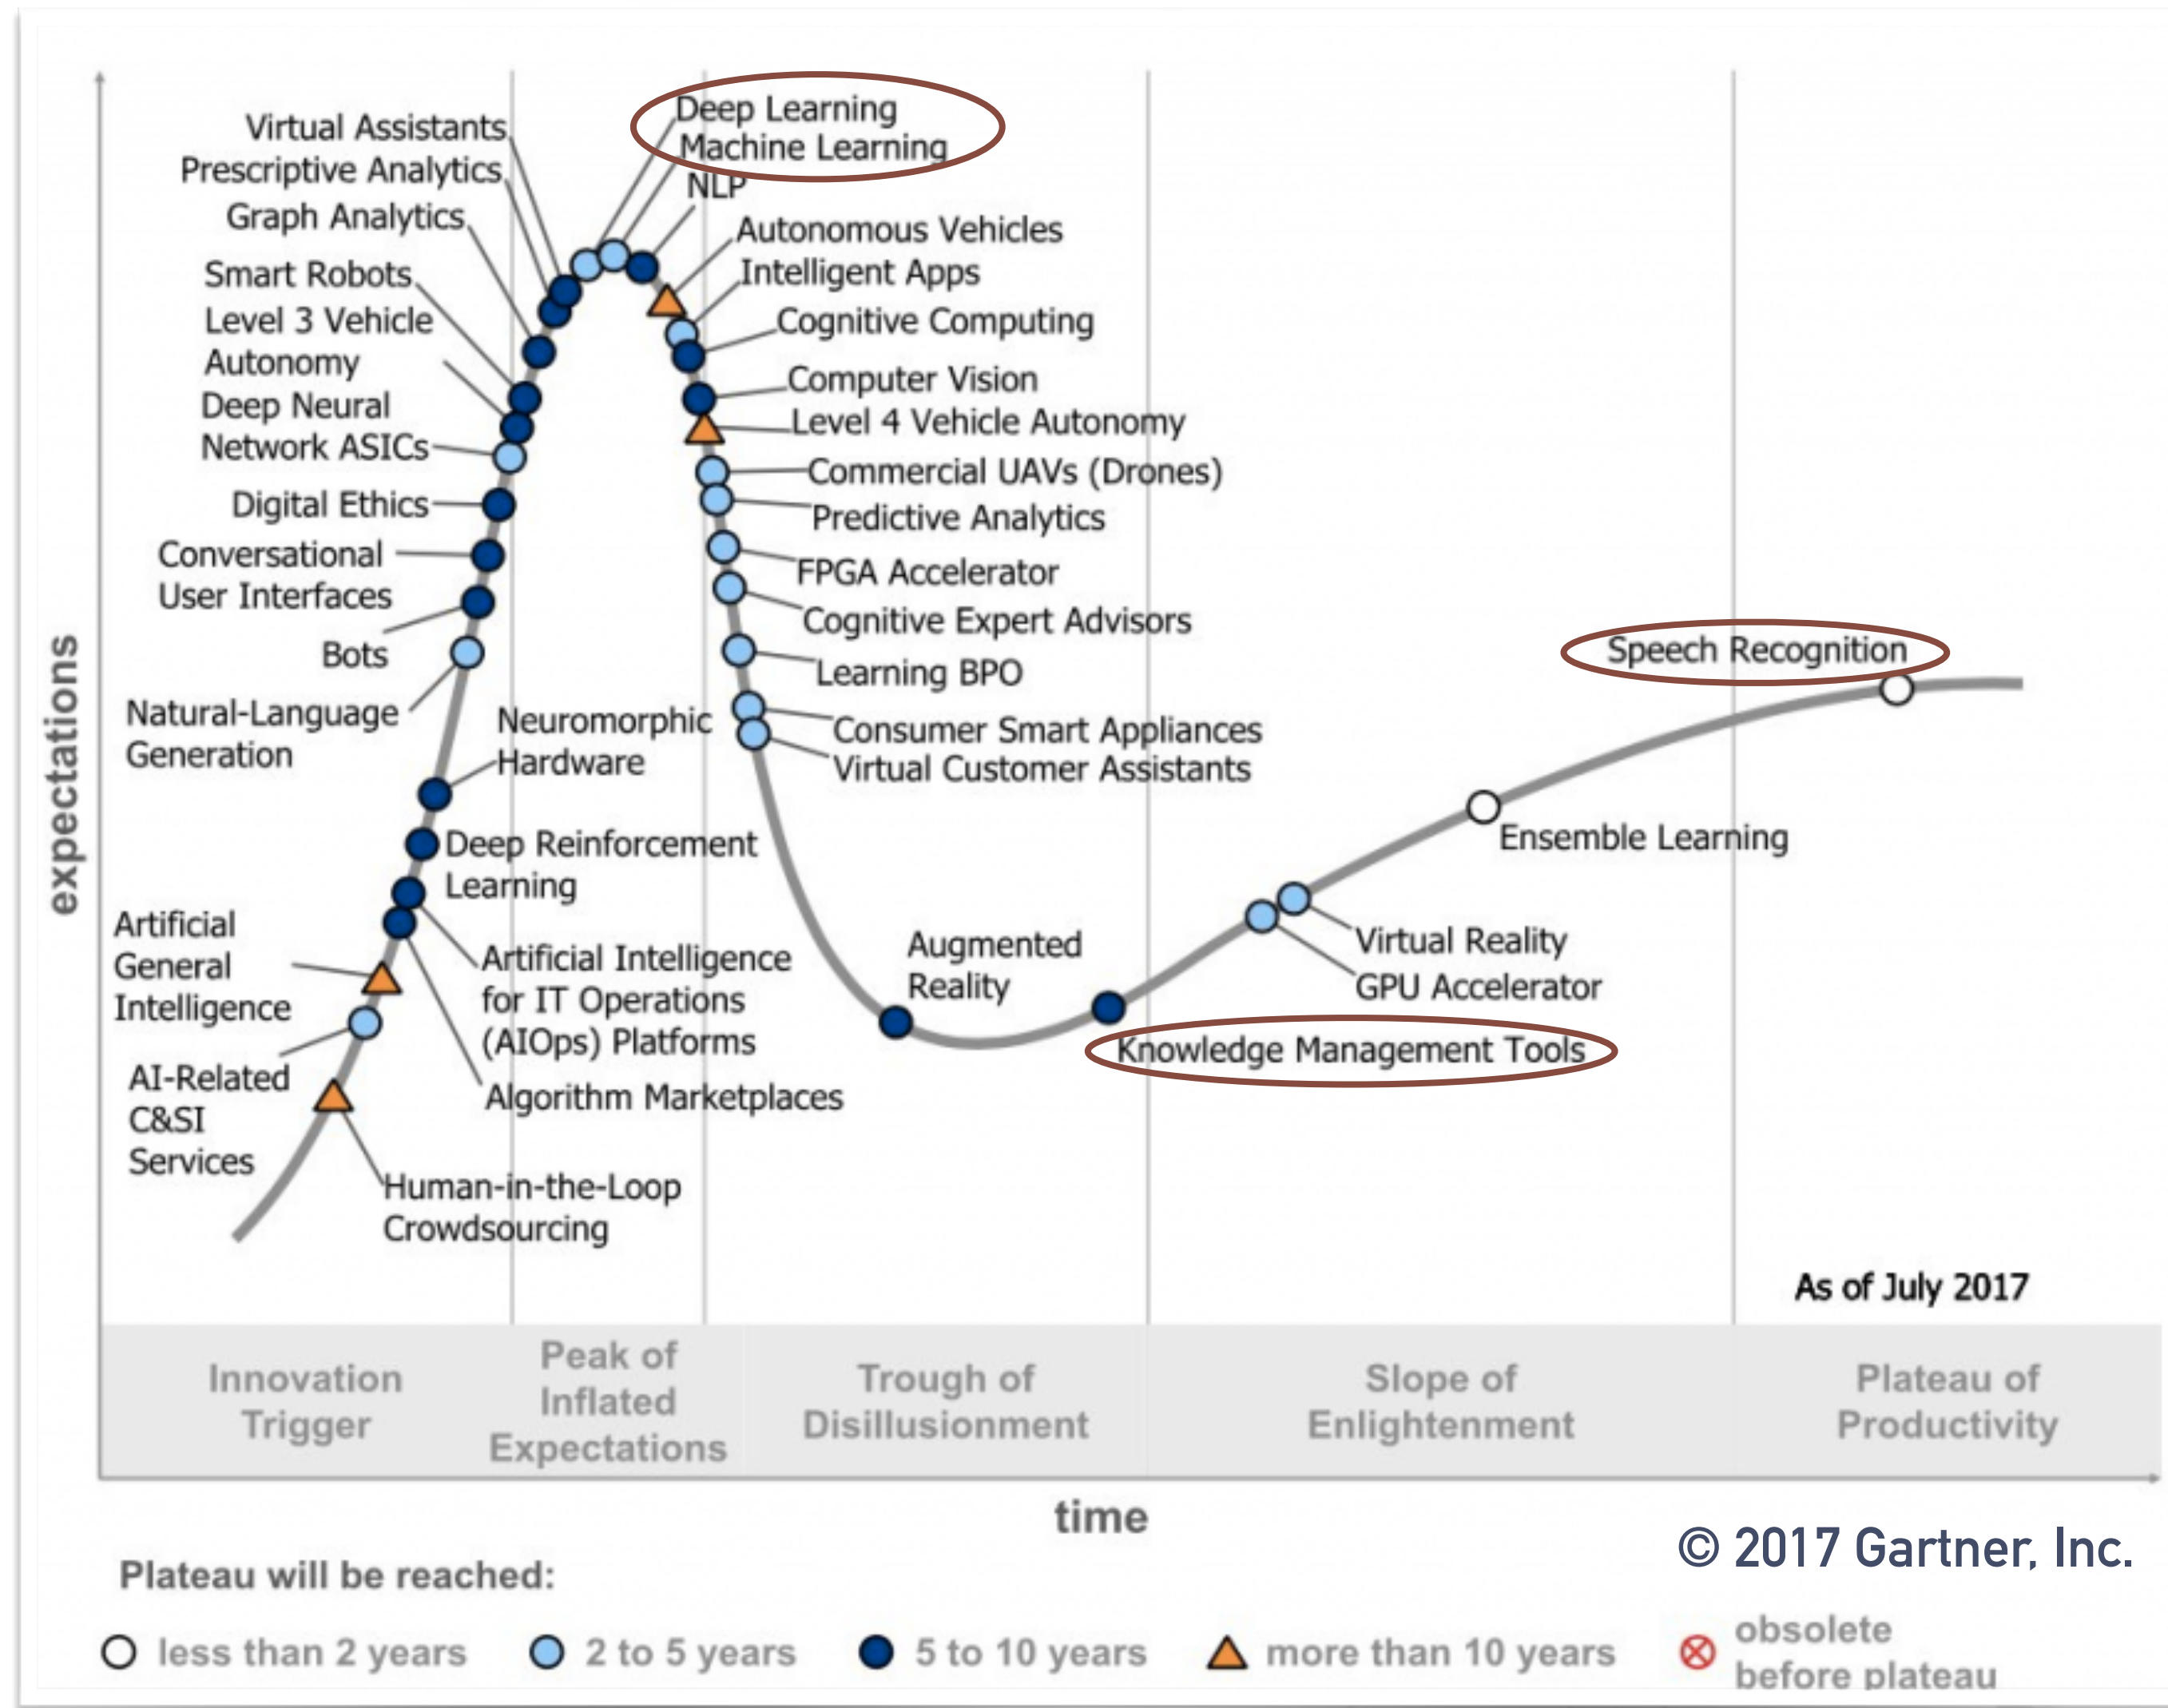 Deep Learning
Machine Learning
NLP
Virtual Assistants
Prescriptive Analytics
Graph Analytics
Smart Robots
Level 3 Vehicle
Autonomy
Deep Neural
Network ASICs
Digital Ethics
Conversational
User Interfaces
Bots
Natural-Language
Generation
Neuromorphic
Hardware
Deep Reinforcement
Learning
Artificial
General
Intelligence
Artificial Intelligence
for IT Operations
(AIOps) Platforms
AI-Related
C&SI
Services
Algorithm Marketplaces
Human-in-the-Loop
Crowdsourcing
Autonomous Vehicles
Intelligent Apps
Cognitive Computing
Computer Vision
Level 4 Vehicle Autonomy
Commercial UAVs (Drones)
Predictive Analytics
FPGA Accelerator
Cognitive Expert Advisors
Learning BPO
Consumer Smart Appliances
Virtual Customer Assistants
Augmented
Reality
Knowledge Management Tools
Virtual Reality
GPU Accelerator
Ensemble Learning
Speech Recognition
expectations
As of July 2017
Innovation
Trigger
Peak of
Inflated
Expectations
Trough of
Disillusionment
Slope of
Enlightenment
Plateau of
Productivity
time
© 2017 Gartner, Inc.
Plateau will be reached:
less than 2 years
2 to 5 years
5 to 10 years
more than 10 years
obsolete
before plateau